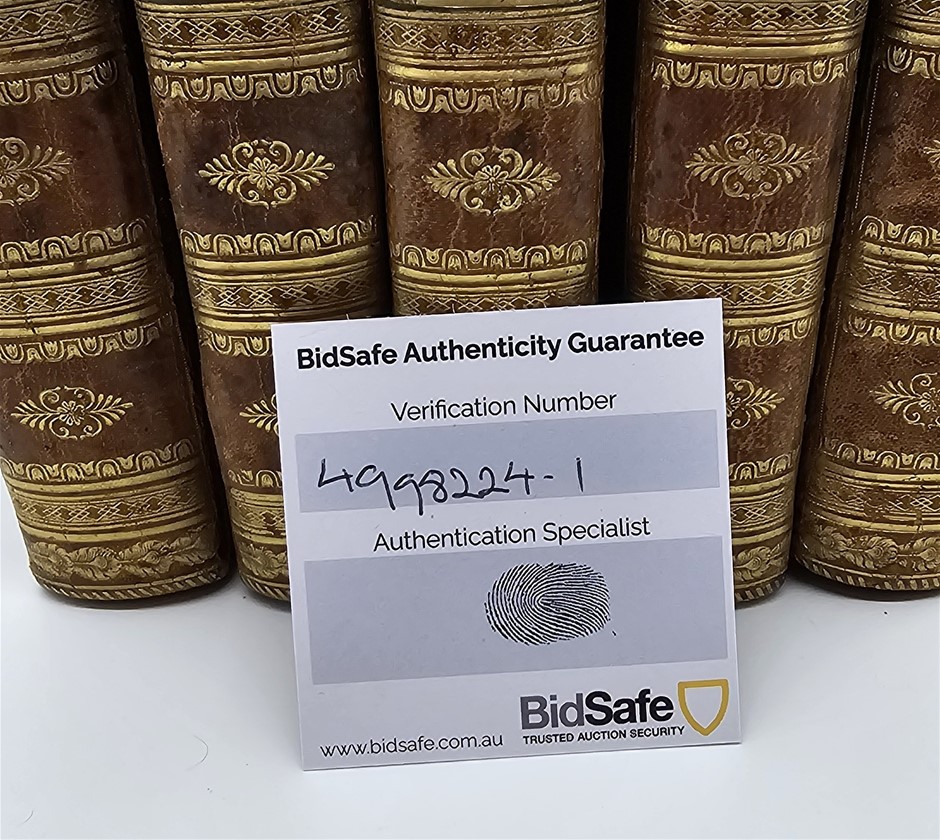 BidSafe Authenticity Guarantee
Verification Number
4998224-1
Authentication Specialist
BidSafe
TRUSTED AUCTION SECURITY
www.bidsafe.com.au